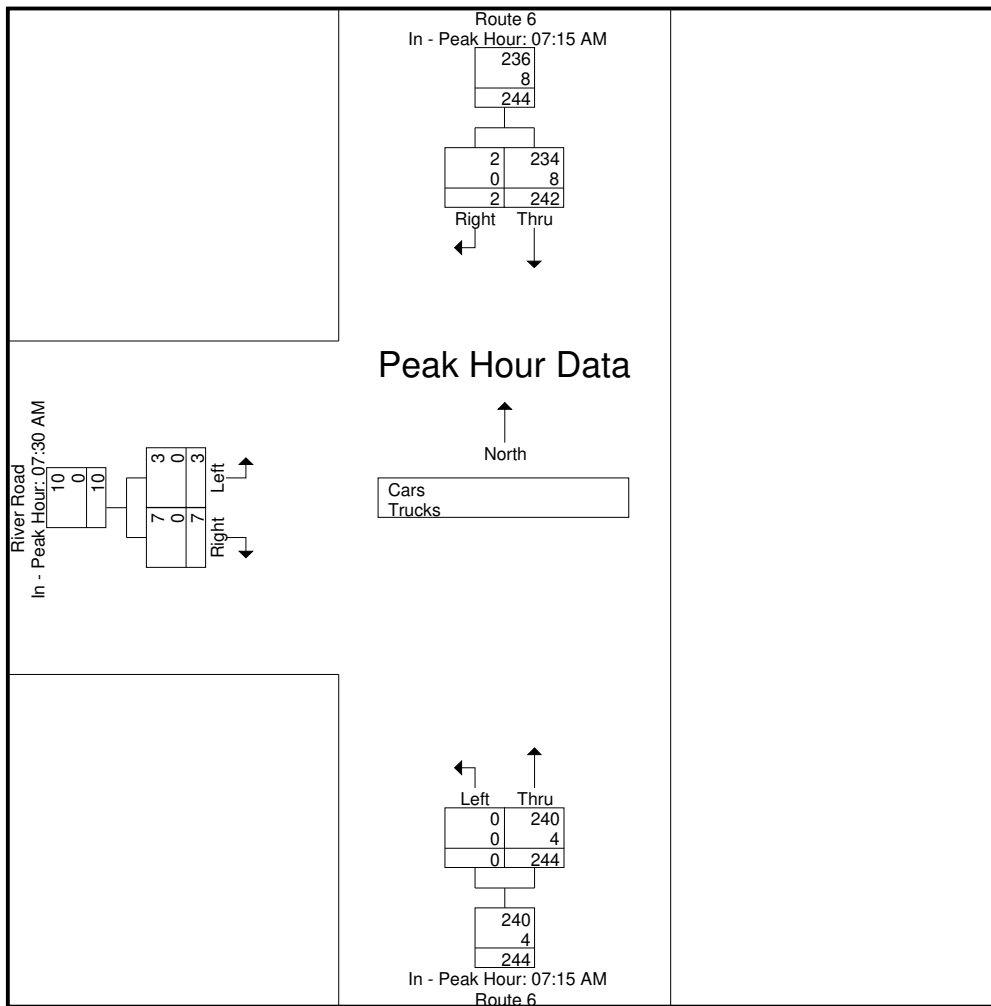 Route 6
In - Peak Hour: 07:15 AM
236
8
244
2 234
0 8
2 242
Right Thru
Peak Hour Data
North
Cars
Trucks
River Road
In - Peak Hour: 07:30 AM
10
0
10
3 0 3
Left
7 0 7
Right
Left Thru
0 240
0 4
0 244
240
4
244
In - Peak Hour: 07:15 AM
Route 6